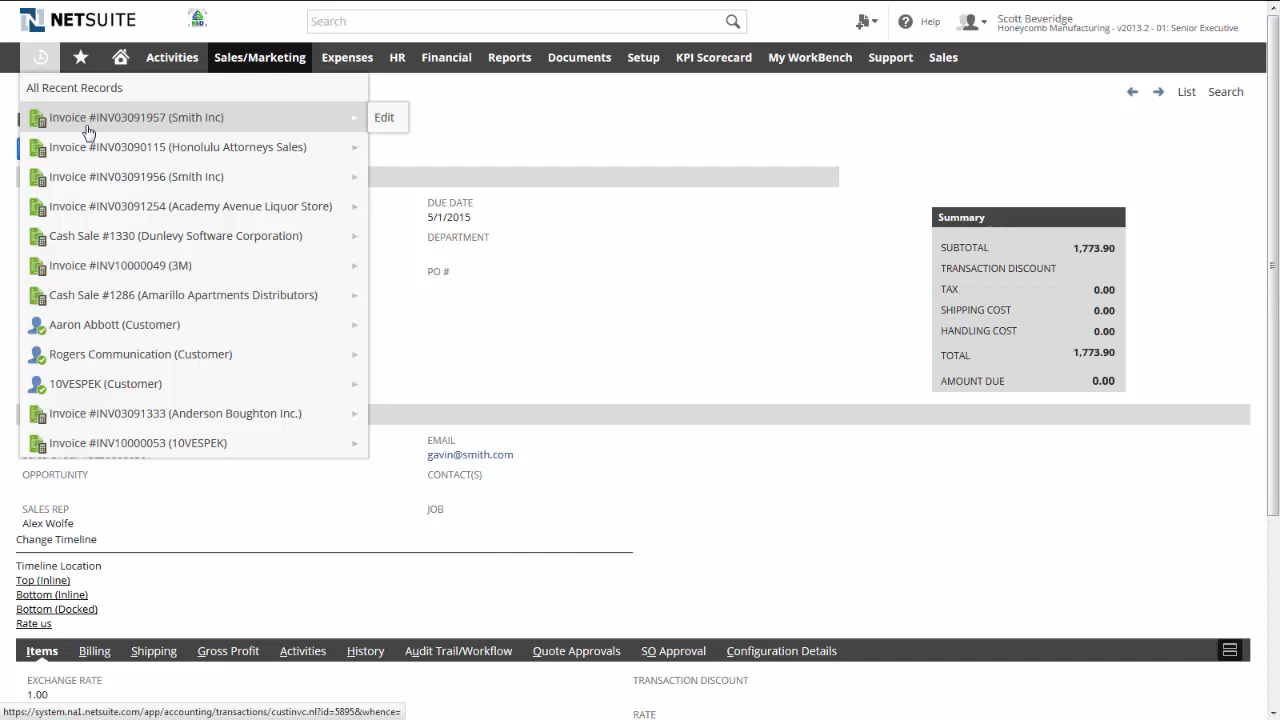 NETSUITE
Search
Help
Scott Beveridge
Honeycomb Manufacturing - v2013.2 - 01: Senior Executive
Activities Sales/Marketing Expenses HR Financial Reports Documents Setup KPI Scorecard My WorkBench Support Sales
All Recent Records
List Search
Invoice #INV03091957 (Smith Inc)
Edit
Invoice #INV03090115 (Honolulu Attorneys Sales)
Invoice #INV03091956 (Smith Inc)
Invoice #INV03091254 (Academy Avenue Liquor Store)
Cash Sale #1330 (Dunlevy Software Corporation)
Invoice #INV10000049 (3M)
Cash Sale #1286 (Amarillo Apartments Distributors)
Aaron Abbott (Customer)
Rogers Communication (Customer)
10VESPEK (Customer)
Invoice #INV03091333 (Anderson Boughton Inc.)
Invoice #INV10000053 (10VESPEK)
DUE DATE
5/1/2015
DEPARTMENT
PO #
Summary
SUBTOTAL 1,773.90
TRANSACTION DISCOUNT
TAX 0.00
SHIPPING COST 0.00
HANDLING COST 0.00
TOTAL 1,773.90
AMOUNT DUE 0.00
EMAIL
gavin@smith.com
OPPORTUNITY
CONTACT(S)
SALES REP
Alex Wolfe
JOB
Change Timeline
Timeline Location
Top (Inline)
Bottom (Inline)
Bottom (Docked)
Rate us
Items Billing Shipping Gross Profit Activities History Audit Trail/Workflow Quote Approvals SO Approval Configuration Details
EXCHANGE RATE
1.00
TRANSACTION DISCOUNT
RATE
https://system.na1.netsuite.com/app/accounting/transactions/custinvc.nl?id=5895&whence=